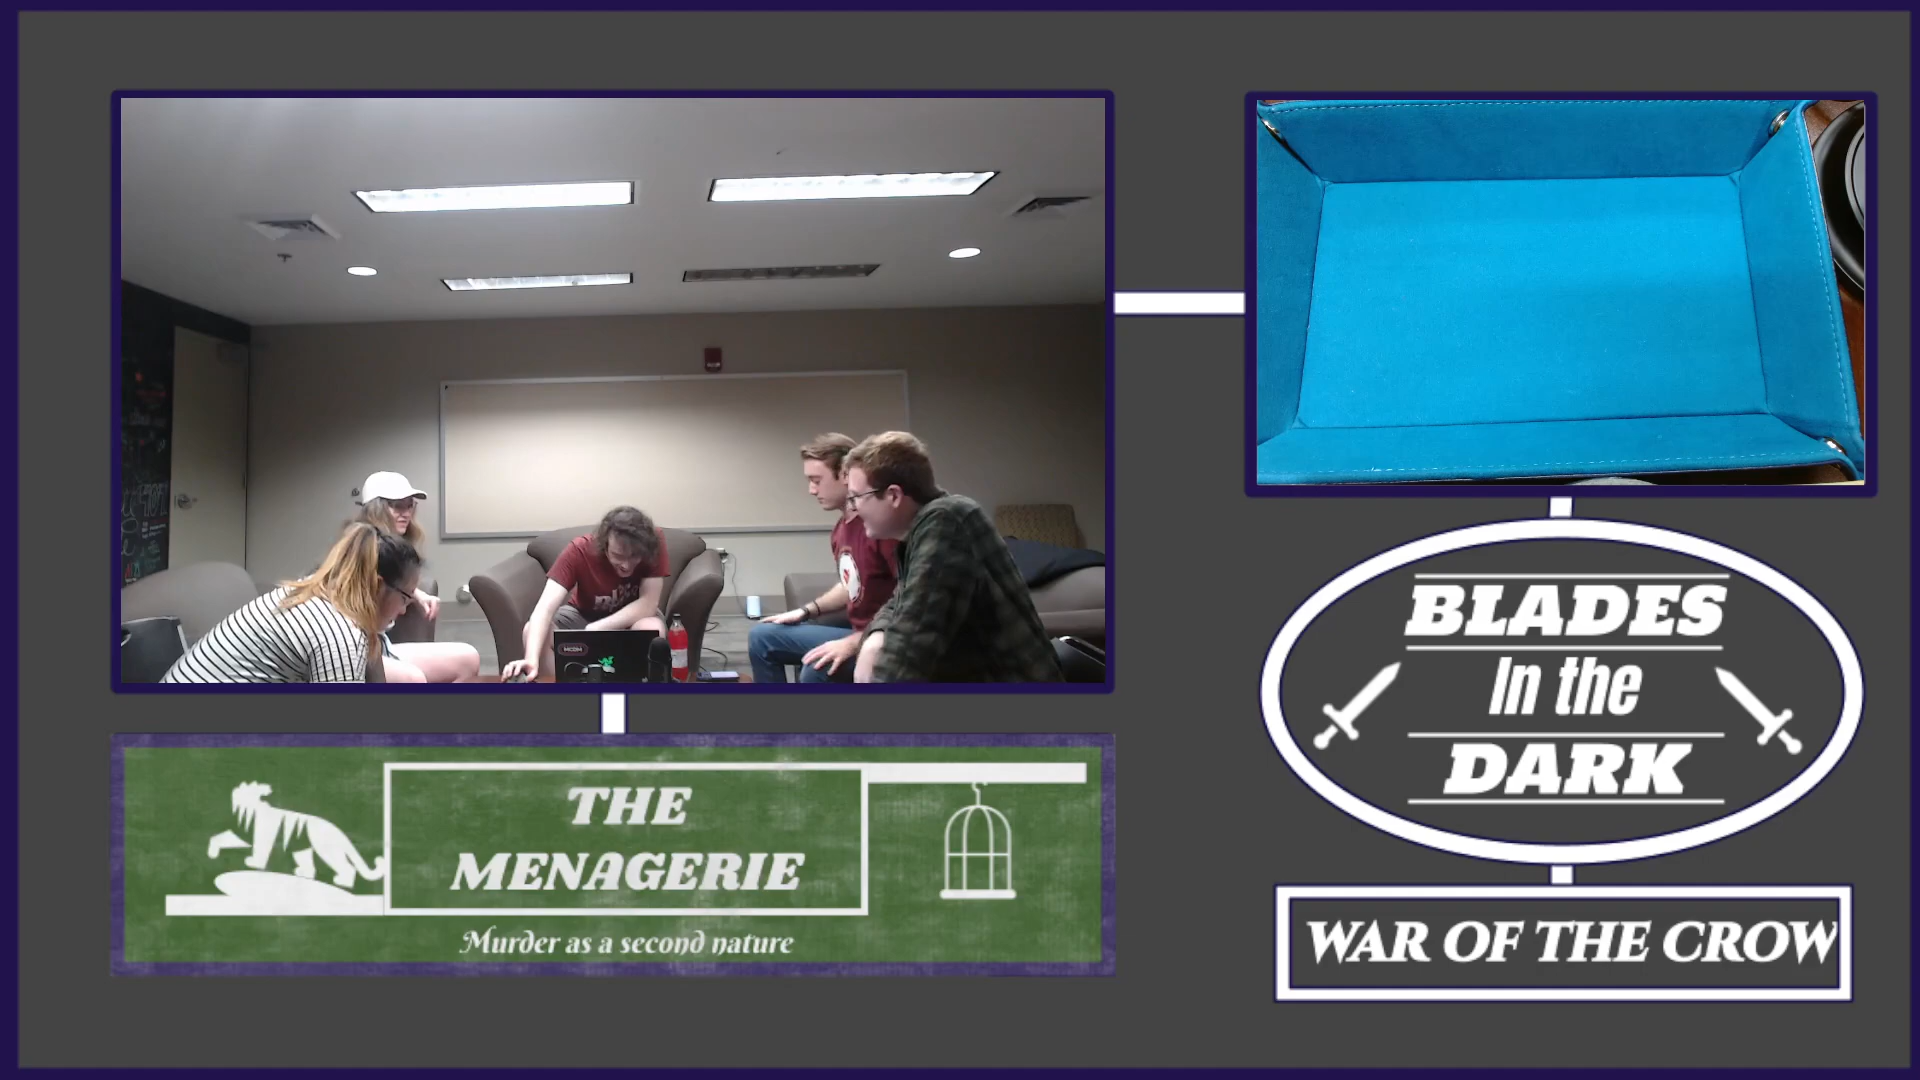 THE
MENAGERIE
Murder as a second nature
BLADES
In the
DARK
WAR OF THE CROW